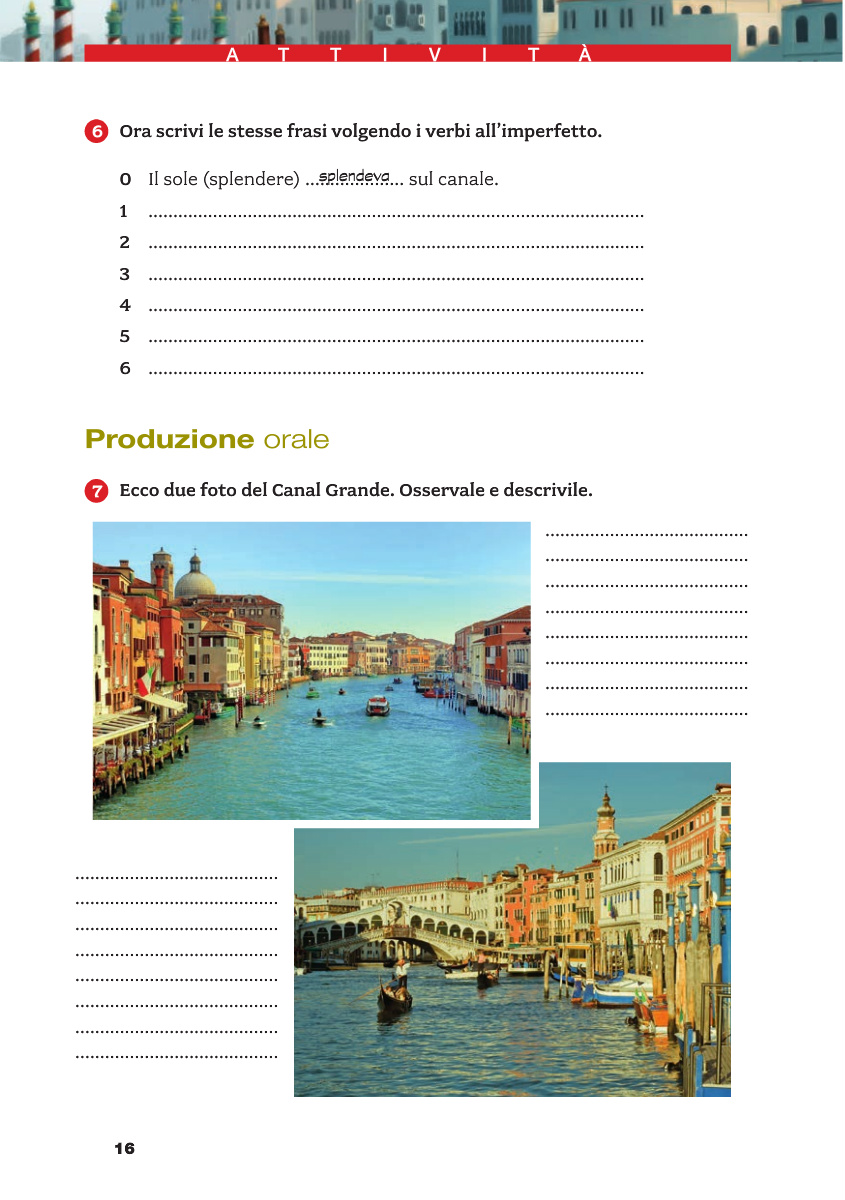 ATTIVITÀ
6 Ora scrivi le stesse frasi volgendo i verbi all'imperfetto.
0 Il sole (splendere) ...splendeva... sul canale.
1 ....................................................................................................
2 ....................................................................................................
3 ....................................................................................................
4 ....................................................................................................
5 ....................................................................................................
6 ....................................................................................................
Produzione orale
7 Ecco due foto del Canal Grande. Osservale e descrivile.
16